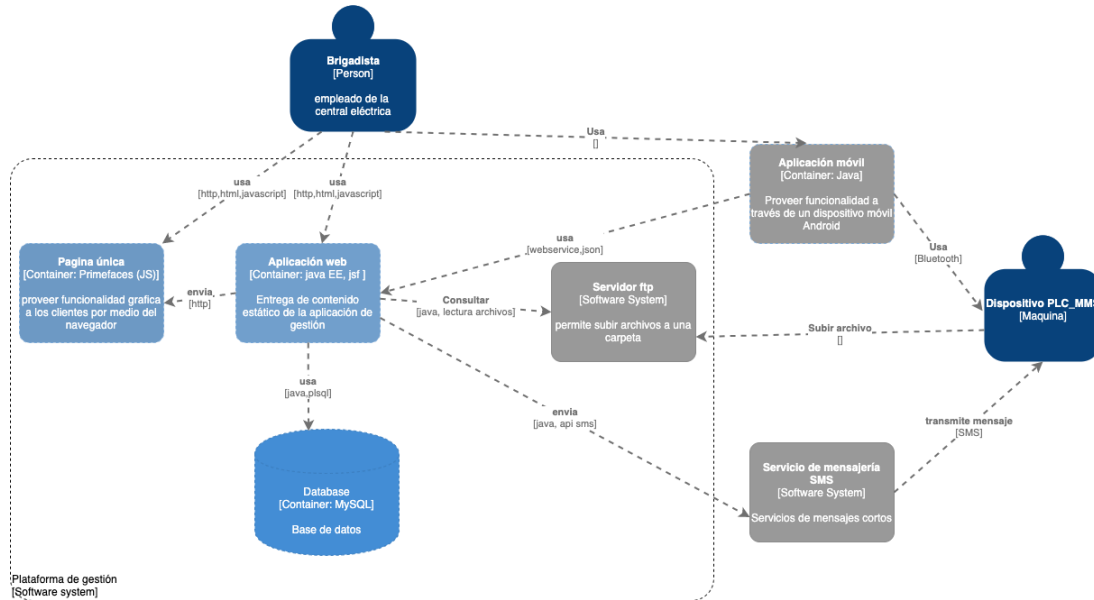 Brigadista
[Person]
empleado de la
central eléctrica
Usa
[]
Aplicación móvil
[Container: Java]
Proveer funcionalidad a
través de un dispositivo móvil
Android
usa
[http,html,javascript]
usa
[http,html,javascript]
usa
[webservice,json]
Usa
[Bluetooth]
Pagina única
[Container: Primefaces (JS)]
proveer funcionalidad grafica
a los clientes por medio del
navegador
envia
[http]
Aplicación web
[Container: java EE, jsf ]
Entrega de contenido
estático de la aplicación de
gestión
Consultar
[java, lectura archivos]
Servidor ftp
[Software System]
permite subir archivos a una
carpeta
Dispositivo PLC_MMS
[Maquina]
Subir archivo
[]
usa
[java,plsql]
envia
[java, api sms]
transmite mensaje
[SMS]
Database
[Container: MySQL]
Base de datos
Servicio de mensajería
SMS
[Software System]
Servicios de mensajes cortos
Plataforma de gestión
[Software system]